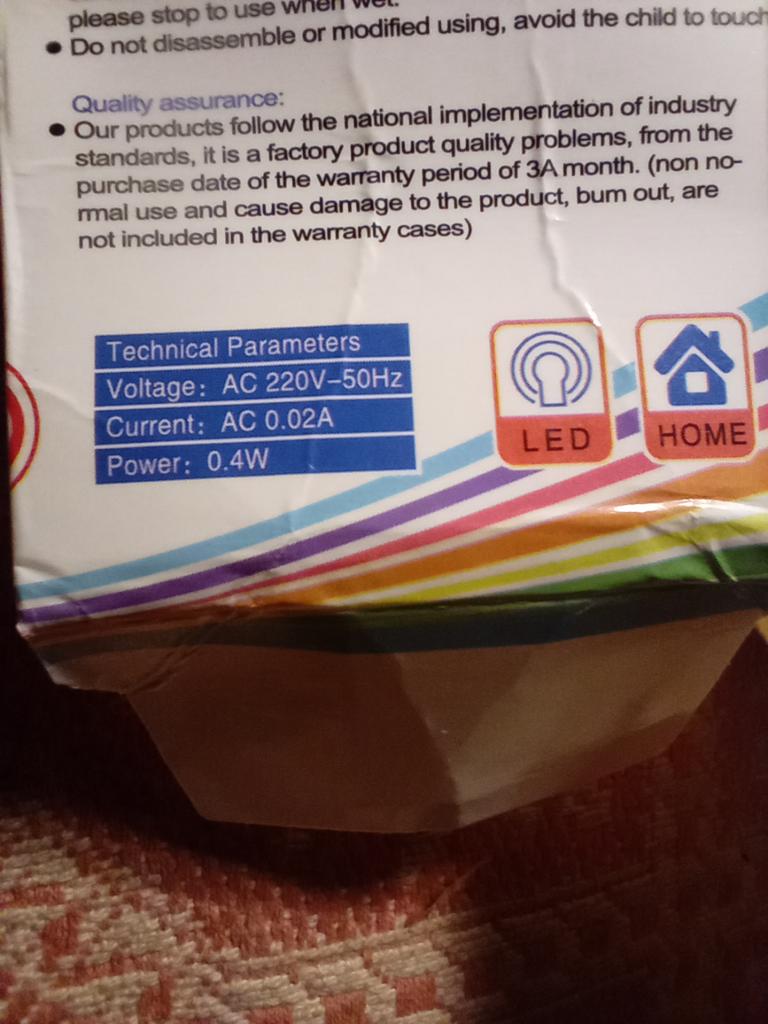 please stop to use when wet.
● Do not disassemble or modified using, avoid the child to touch
Quality assurance:
● Our products follow the national implementation of industry
standards, it is a factory product quality problems, from the
purchase date of the warranty period of 3A month. (non no-
rmal use and cause damage to the product, bum out, are
not included in the warranty cases)
Technical Parameters
Voltage: AC 220V-50Hz
Current: AC 0.02A
Power: 0.4W
LED
HOME